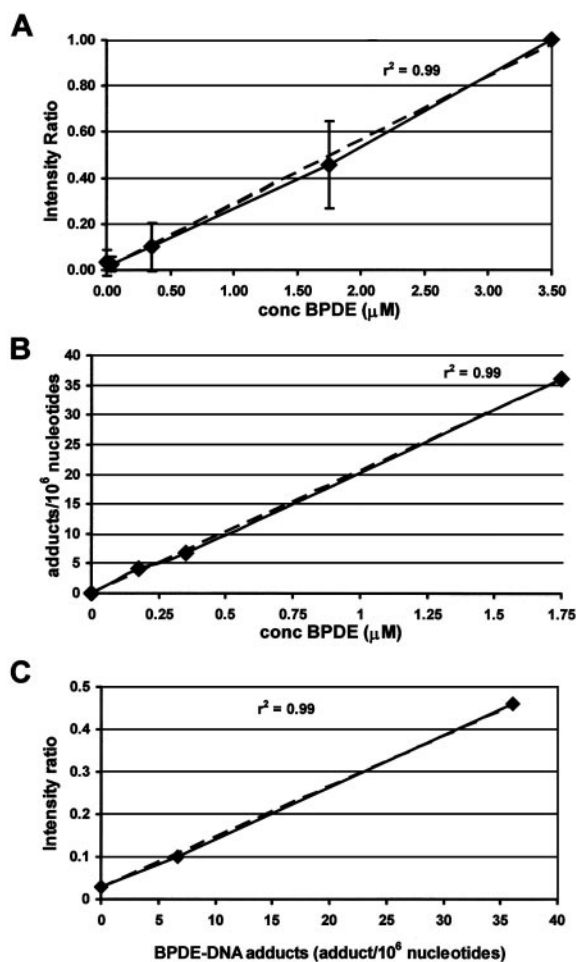 A
1.00
0.80
0.60
0.40
0.20
0.00
Intensity Ratio
r² = 0.99
0.00 0.50 1.00 1.50 2.00 2.50 3.00 3.50
conc BPDE (μM)
B
40
35
30
25
20
15
10
5
0
adducts/10⁶ nucleotides
r² = 0.99
0 0.25 0.5 0.75 1 1.25 1.5 1.75
conc BPDE (μM)
C
0.5
0.4
0.3
0.2
0.1
0
Intensity ratio
r² = 0.99
0 5 10 15 20 25 30 35 40
BPDE-DNA adducts (adduct/10⁶ nucleotides)